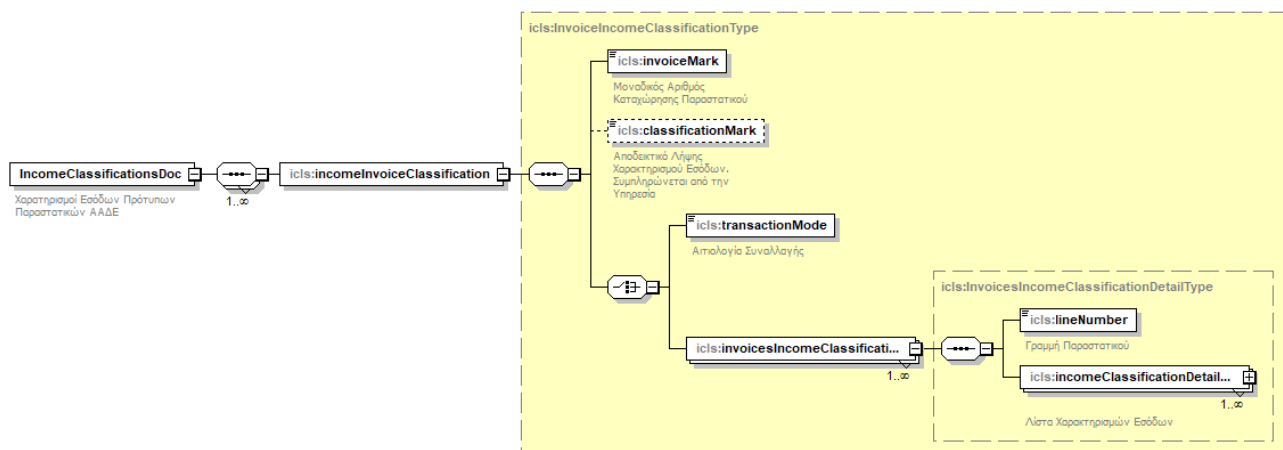 icls:InvoiceIncomeClassificationType
icls:invoiceMark
Μοναδικός Αριθμός
Καταχώρησης Παραστατικού
icls:classificationMark
Αποδεικτικό Λήψης
Χαρακτηρισμού Εσόδων.
Συμπληρώνεται από την
Υπηρεσία
IncomeClassificationsDoc
Χαρατηρισμοί Εσόδων Πρότυπων
Παραστατικών ΑΑΔΕ
1..∞
icls:incomeInvoiceClassification
icls:transactionMode
Αιτιολογία Συναλλαγής
icls:invoicesIncomeClassificati...
1..∞
icls:InvoicesIncomeClassificationDetailType
icls:lineNumber
Γραμμή Παραστατικού
icls:incomeClassificationDetail...
1..∞
Λίστα Χαρακτηρισμών Εσόδων